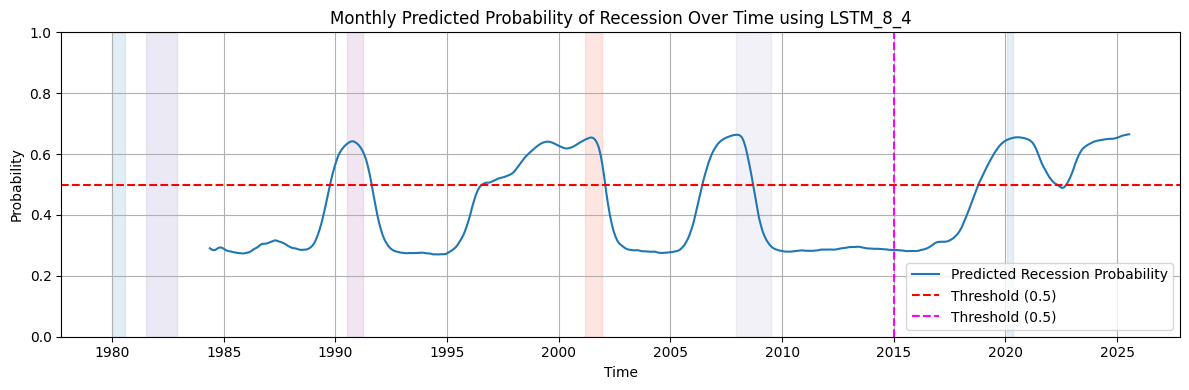 Monthly Predicted Probability of Recession Over Time using LSTM_8_4
1.0
0.8
0.6
0.4
0.2
0.0
Probability
Predicted Recession Probability
Threshold (0.5)
Threshold (0.5)
1980 1985 1990 1995 2000 2005 2010 2015 2020 2025
Time